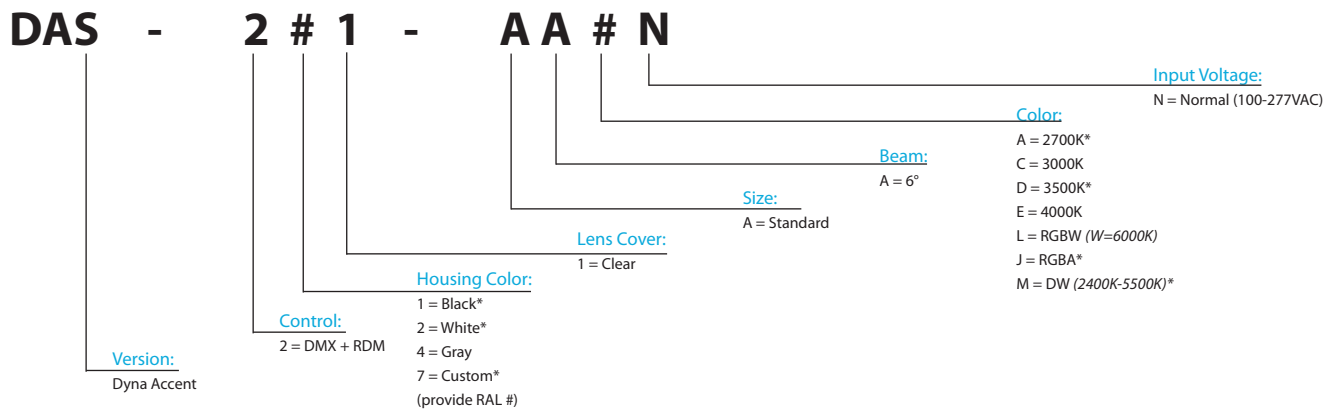 DAS - 2 # 1 - A A # N
Input Voltage:
N = Normal (100-277VAC)
Color:
A = 2700K*
C = 3000K
D = 3500K*
E = 4000K
L = RGBW (W=6000K)
J = RGBA*
M = DW (2400K-5500K)*
Beam:
A = 6°
Size:
A = Standard
Lens Cover:
1 = Clear
Housing Color:
1 = Black*
2 = White*
4 = Gray
7 = Custom*
(provide RAL #)
Control:
2 = DMX + RDM
Version:
Dyna Accent